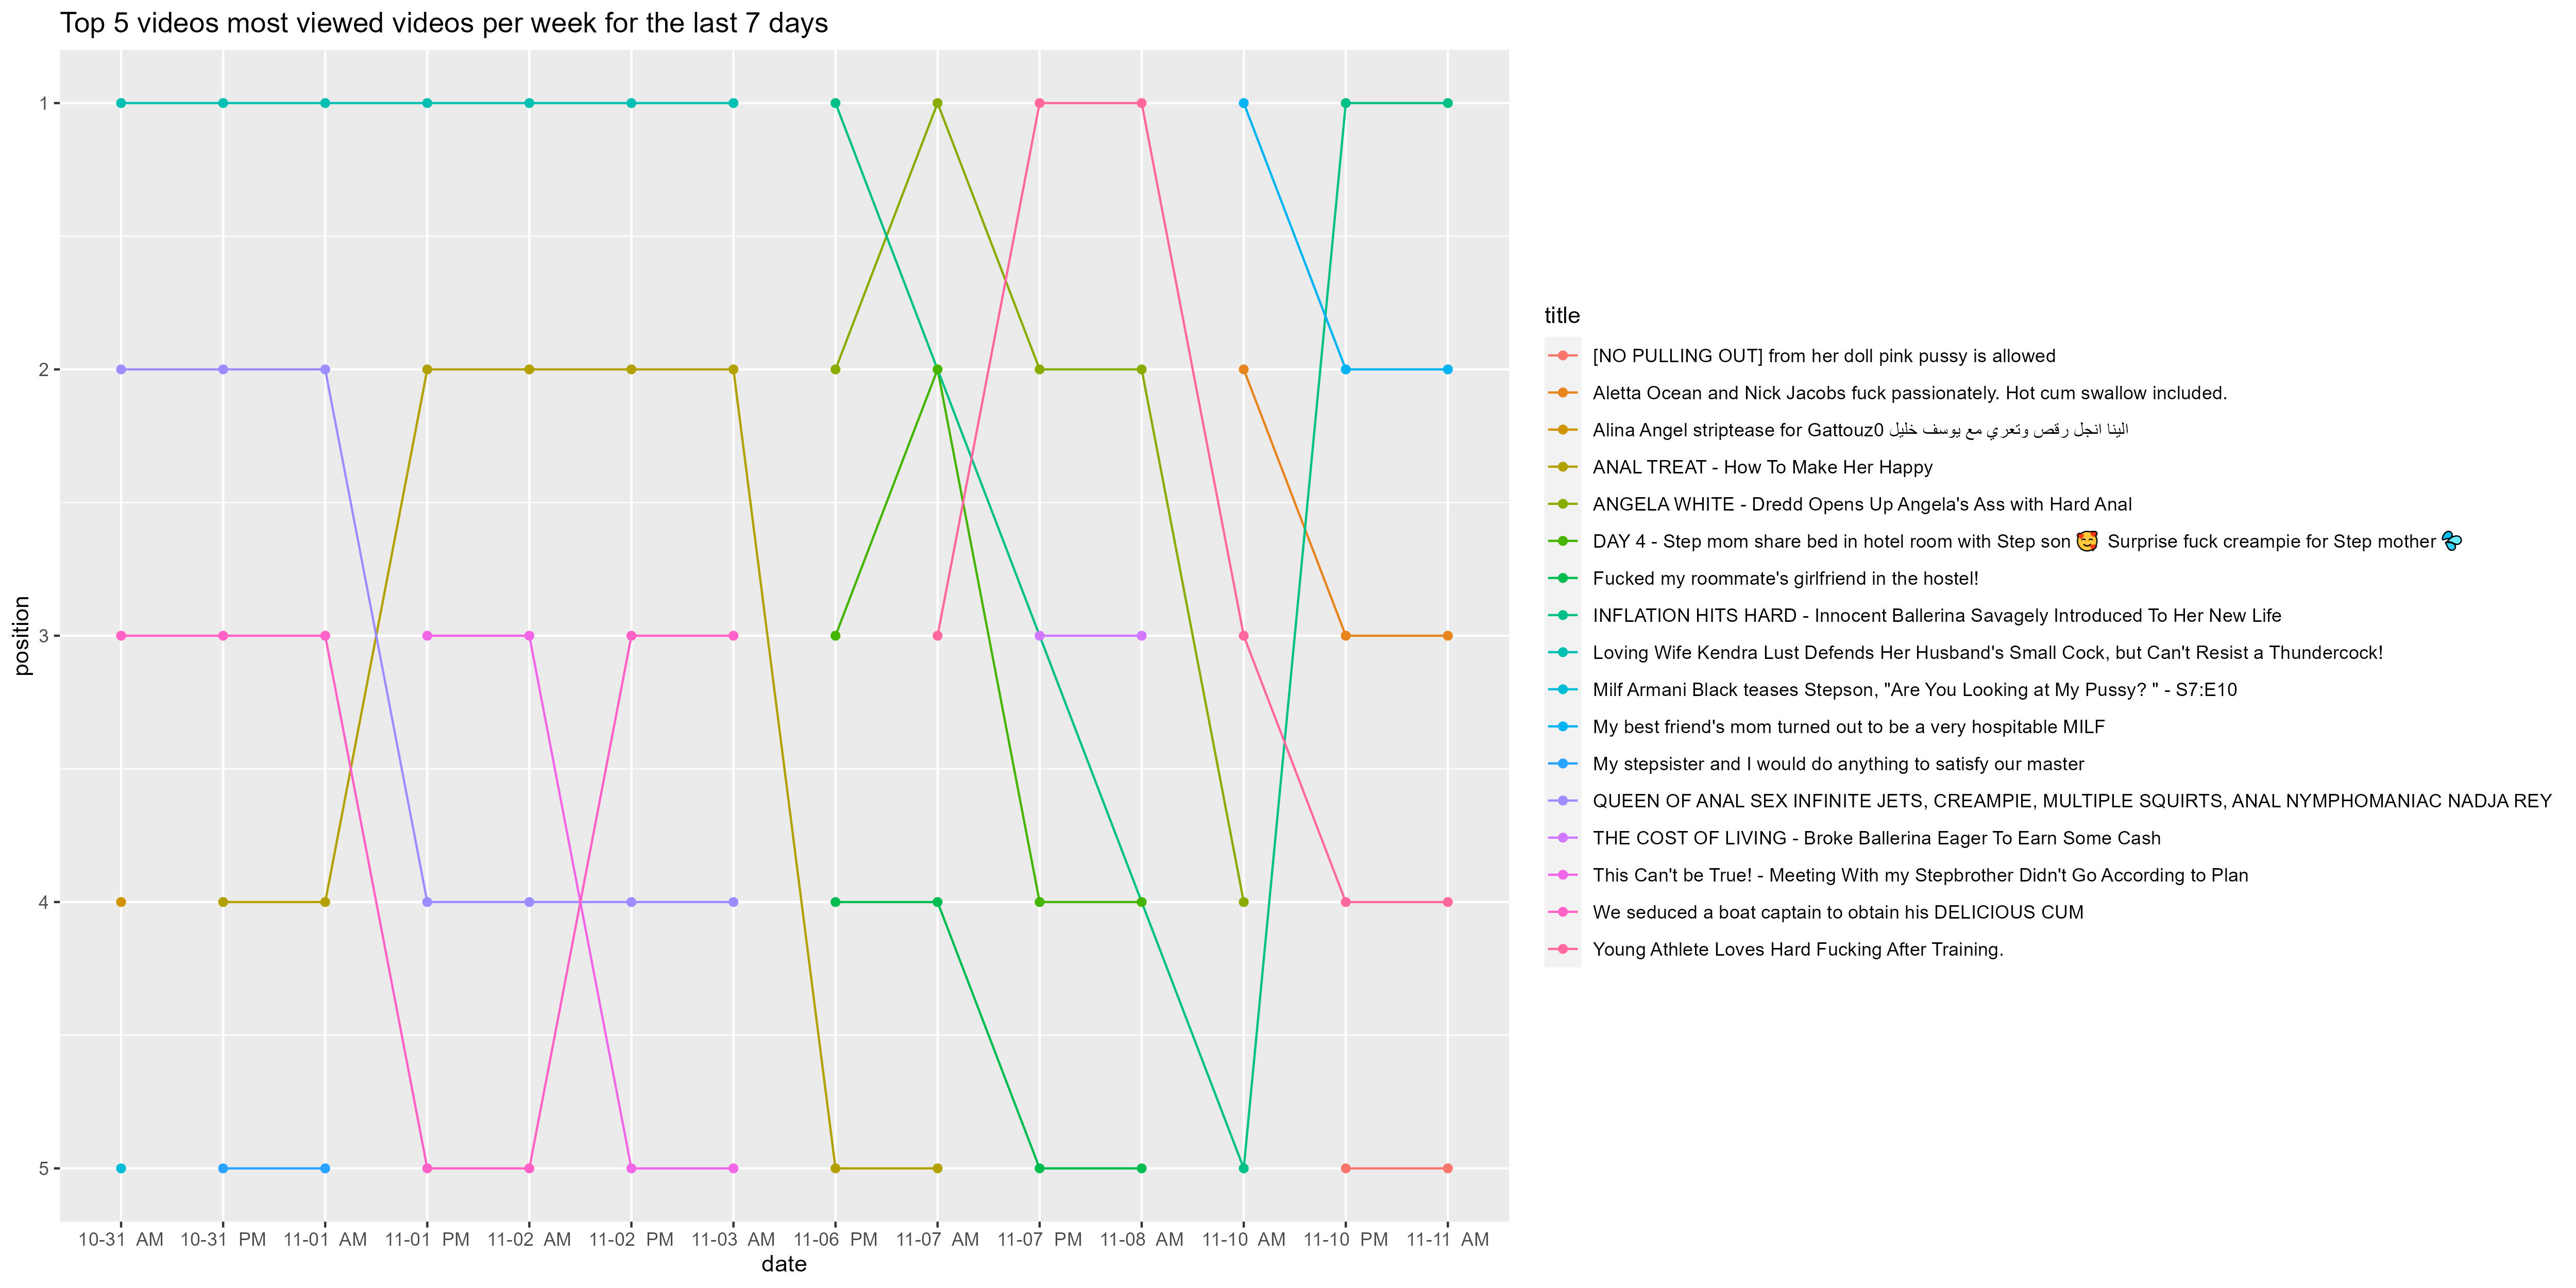 Top 5 videos most viewed videos per week for the last 7 days
1
2
3
4
5
position
10-31 AM
10-31 PM
11-01 AM
11-01 PM
11-02 AM
11-02 PM
11-03 AM
11-06 PM
11-07 AM
11-07 PM
11-08 AM
11-10 AM
11-10 PM
11-11 AM
date
title
[NO PULLING OUT] from her doll pink pussy is allowed
Aletta Ocean and Nick Jacobs fuck passionately. Hot cum swallow included.
Alina Angel striptease for Gattouz0 الينا انجل رقص وتعري مع يوسف خليل
ANAL TREAT - How To Make Her Happy
ANGELA WHITE - Dredd Opens Up Angela's Ass with Hard Anal
DAY 4 - Step mom share bed in hotel room with Step son 🥰 Surprise fuck creampie for Step mother 💦
Fucked my roommate's girlfriend in the hostel!
INFLATION HITS HARD - Innocent Ballerina Savagely Introduced To Her New Life
Loving Wife Kendra Lust Defends Her Husband's Small Cock, but Can't Resist a Thundercock!
Milf Armani Black teases Stepson, "Are You Looking at My Pussy? " - S7:E10
My best friend's mom turned out to be a very hospitable MILF
My stepsister and I would do anything to satisfy our master
QUEEN OF ANAL SEX INFINITE JETS, CREAMPIE, MULTIPLE SQUIRTS, ANAL NYMPHOMANIAC NADJA REY
THE COST OF LIVING - Broke Ballerina Eager To Earn Some Cash
This Can't be True! - Meeting With my Stepbrother Didn't Go According to Plan
We seduced a boat captain to obtain his DELICIOUS CUM
Young Athlete Loves Hard Fucking After Training.